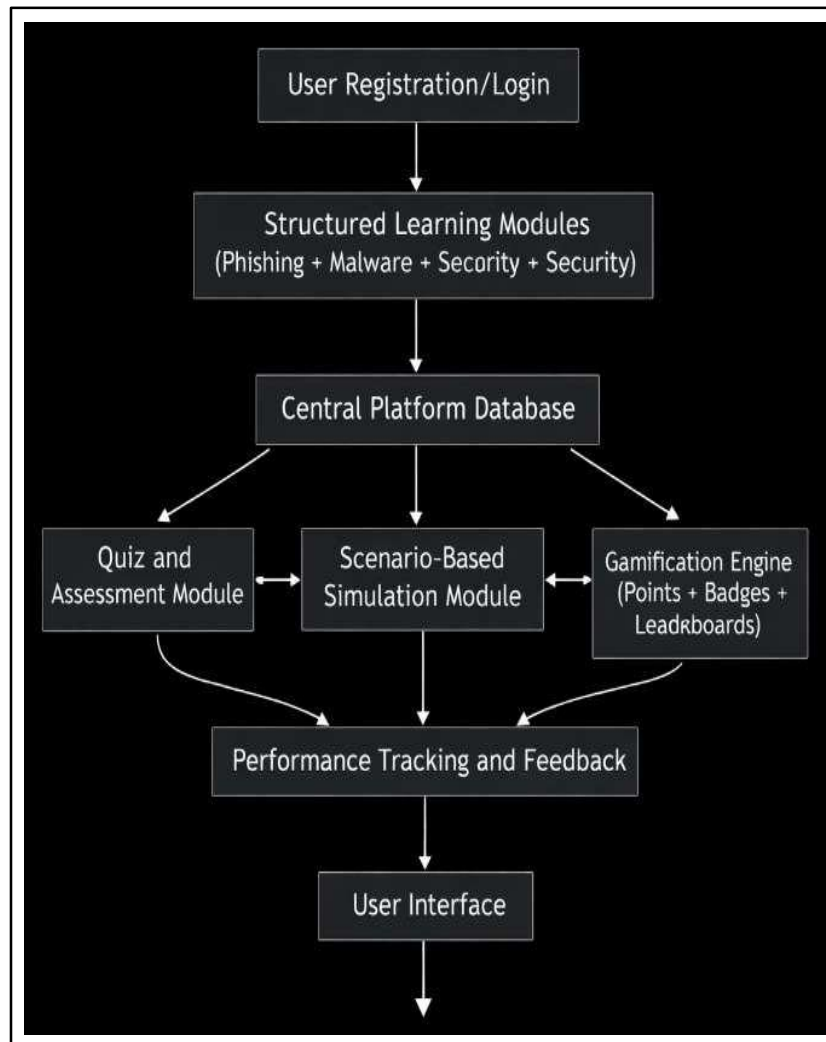 User Registration/Login
Structured Learning Modules
(Phishing + Malware + Secority + Security)
Central Platform Database
Quiz and
Assessment Module
Scenario-Based
Simulation Module
Gamification Engine
(Points + Badges +
Leadĸboards)
Performance Tracking and Feedback
User Interface